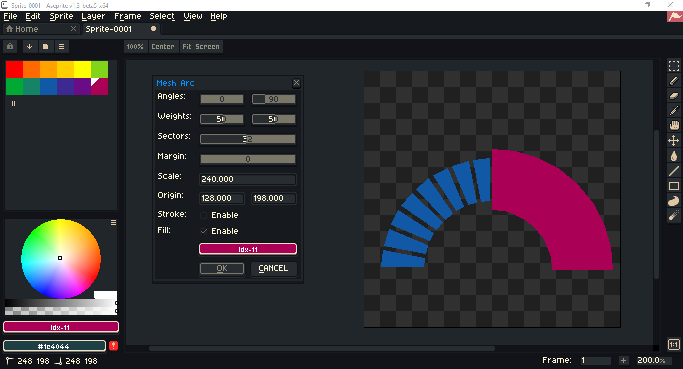 Sprite-0001 - Aseprite v1.3-beta5-x64
File Edit Sprite Layer Frame Select View Help
Home Sprite-0001
100% Center Fit Screen
Mesh Arc
Angles: 0 90
Weights: 50 50
Sectors: 32
Margin: 0
Scale: 240.000
Origin: 128.000 198.000
Stroke: Enable
Fill: Enable
Idx-11
OK CANCEL
Idx-11
#1e4044
248 198 248 198
Frame: 1 + 200.0%
1:1